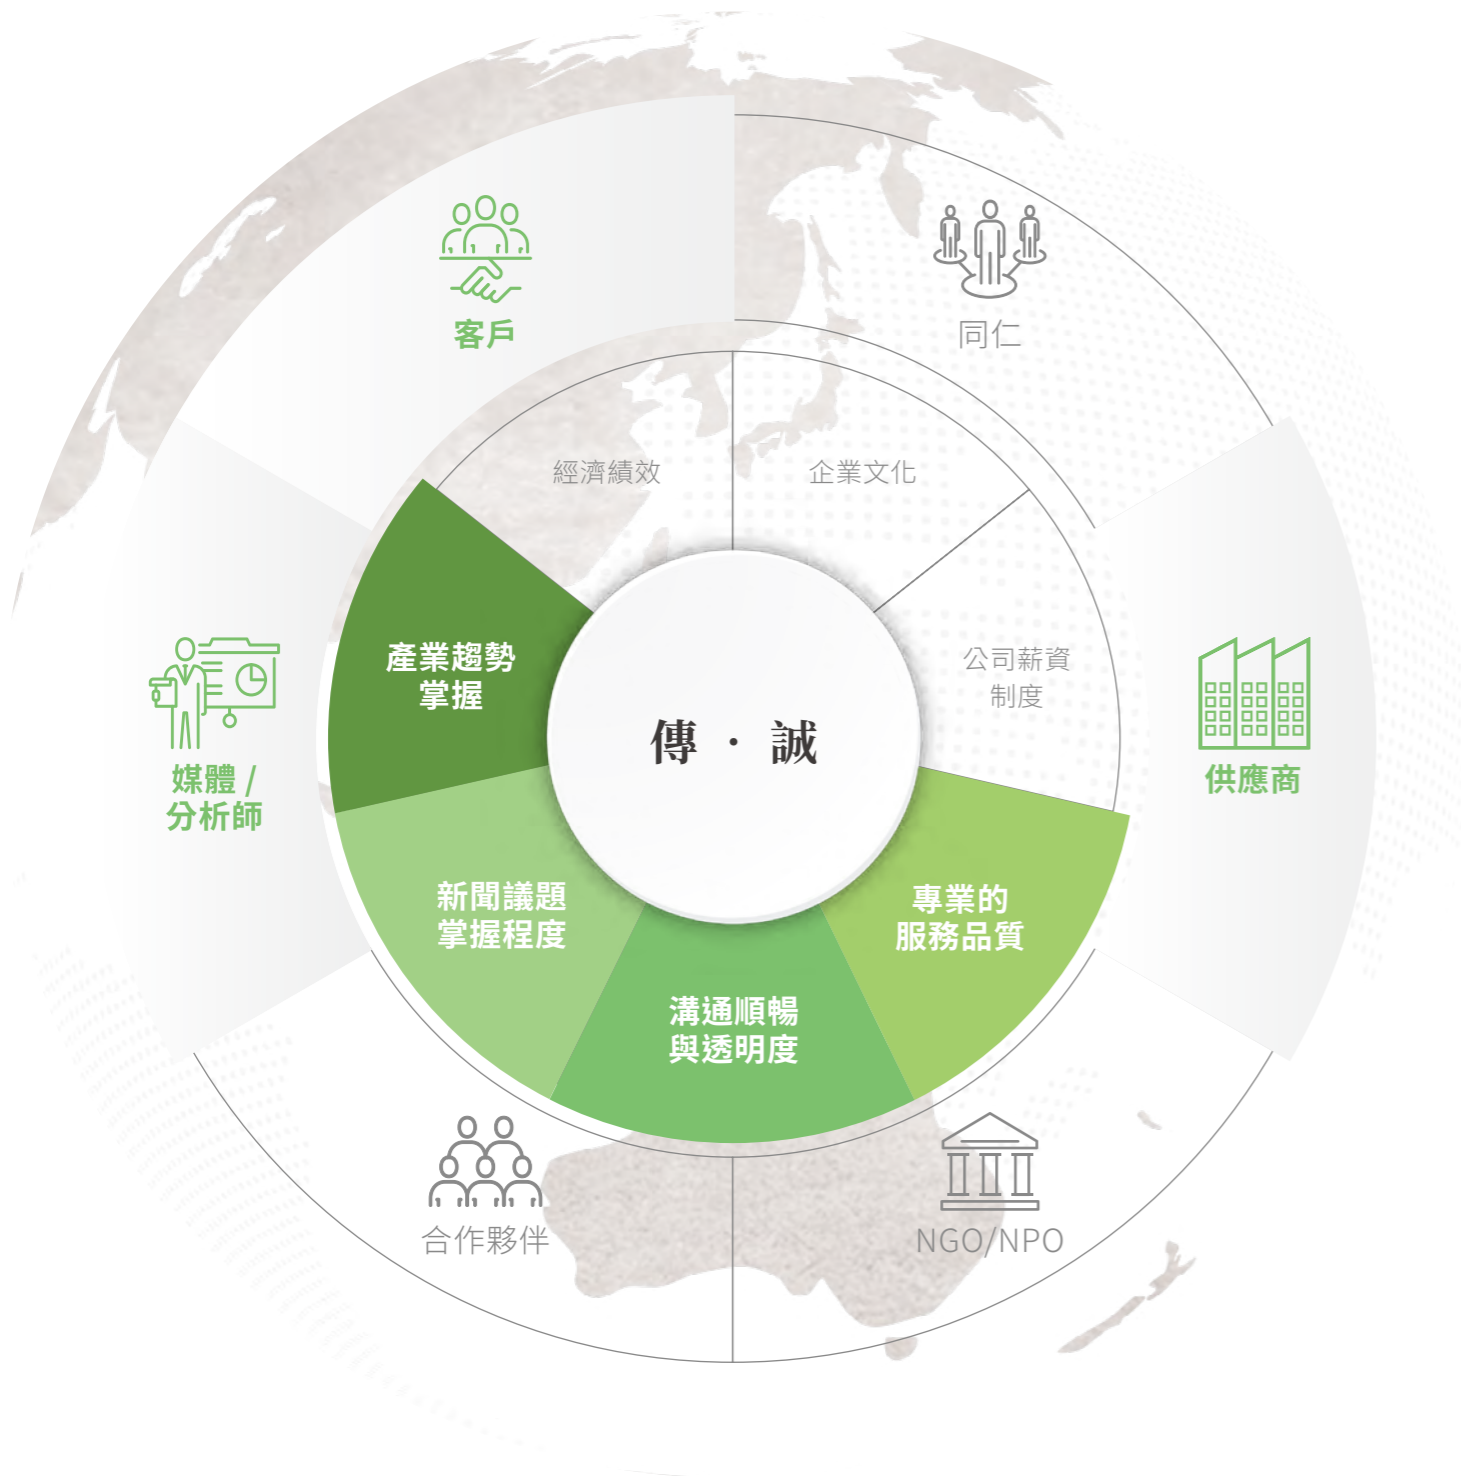 客戶
同仁
經濟績效
企業文化
產業趨勢
掌握
公司薪資
制度
傳・誠
媒體 /
分析師
供應商
新聞議題
掌握程度
專業的
服務品質
溝通順暢
與透明度
合作夥伴
NGO/NPO